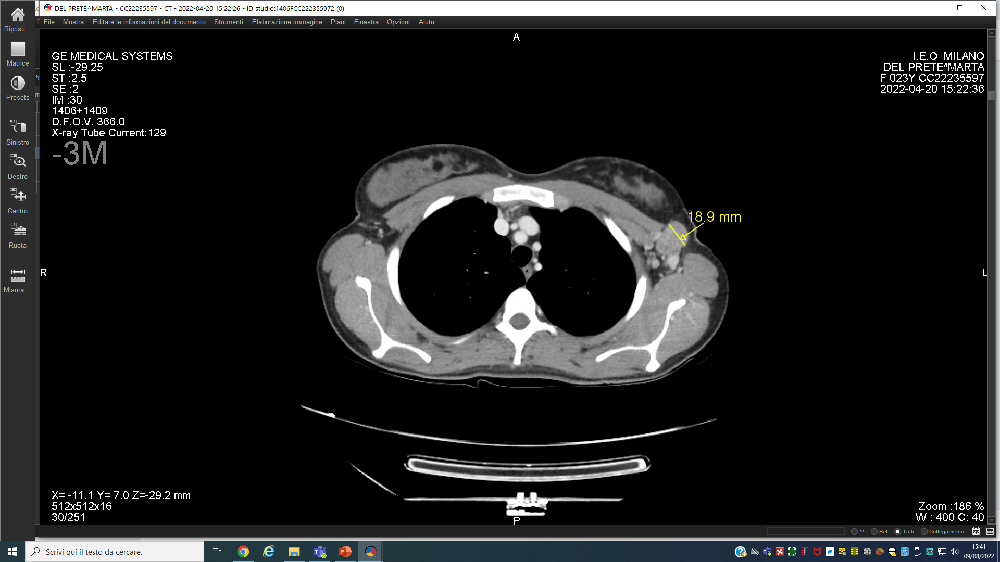 DEL PRETE^MARTA - CC22235597 - CT - 2022-04-20 15:22:26 - ID studio:1406FCC222355972 (0)
File Mostra Editare le informazioni del documento Strumenti Elaborazione immagine Piani Finestra Opzioni Aiuto
Ripristi...
Matrice
Presets
Sinistro
Destro
Centro
Ruota
Misura ...
A
GE MEDICAL SYSTEMS
SL :-29.25
ST :2.5
SE :2
IM :30
1406+1409
D.F.O.V. 366.0
X-ray Tube Current:129
-3M
I.E.O MILANO
DEL PRETE^MARTA
F 023Y CC22235597
2022-04-20 15:22:36
18.9 mm
R
L
X= -11.1 Y= 7.0 Z=-29.2 mm
512x512x16
30/251
P
Zoom :186 %
W : 400 C: 40
1! Sel Tutti Collegamento
22
Scrivi qui il testo da cercare.
15:41
09/08/2022